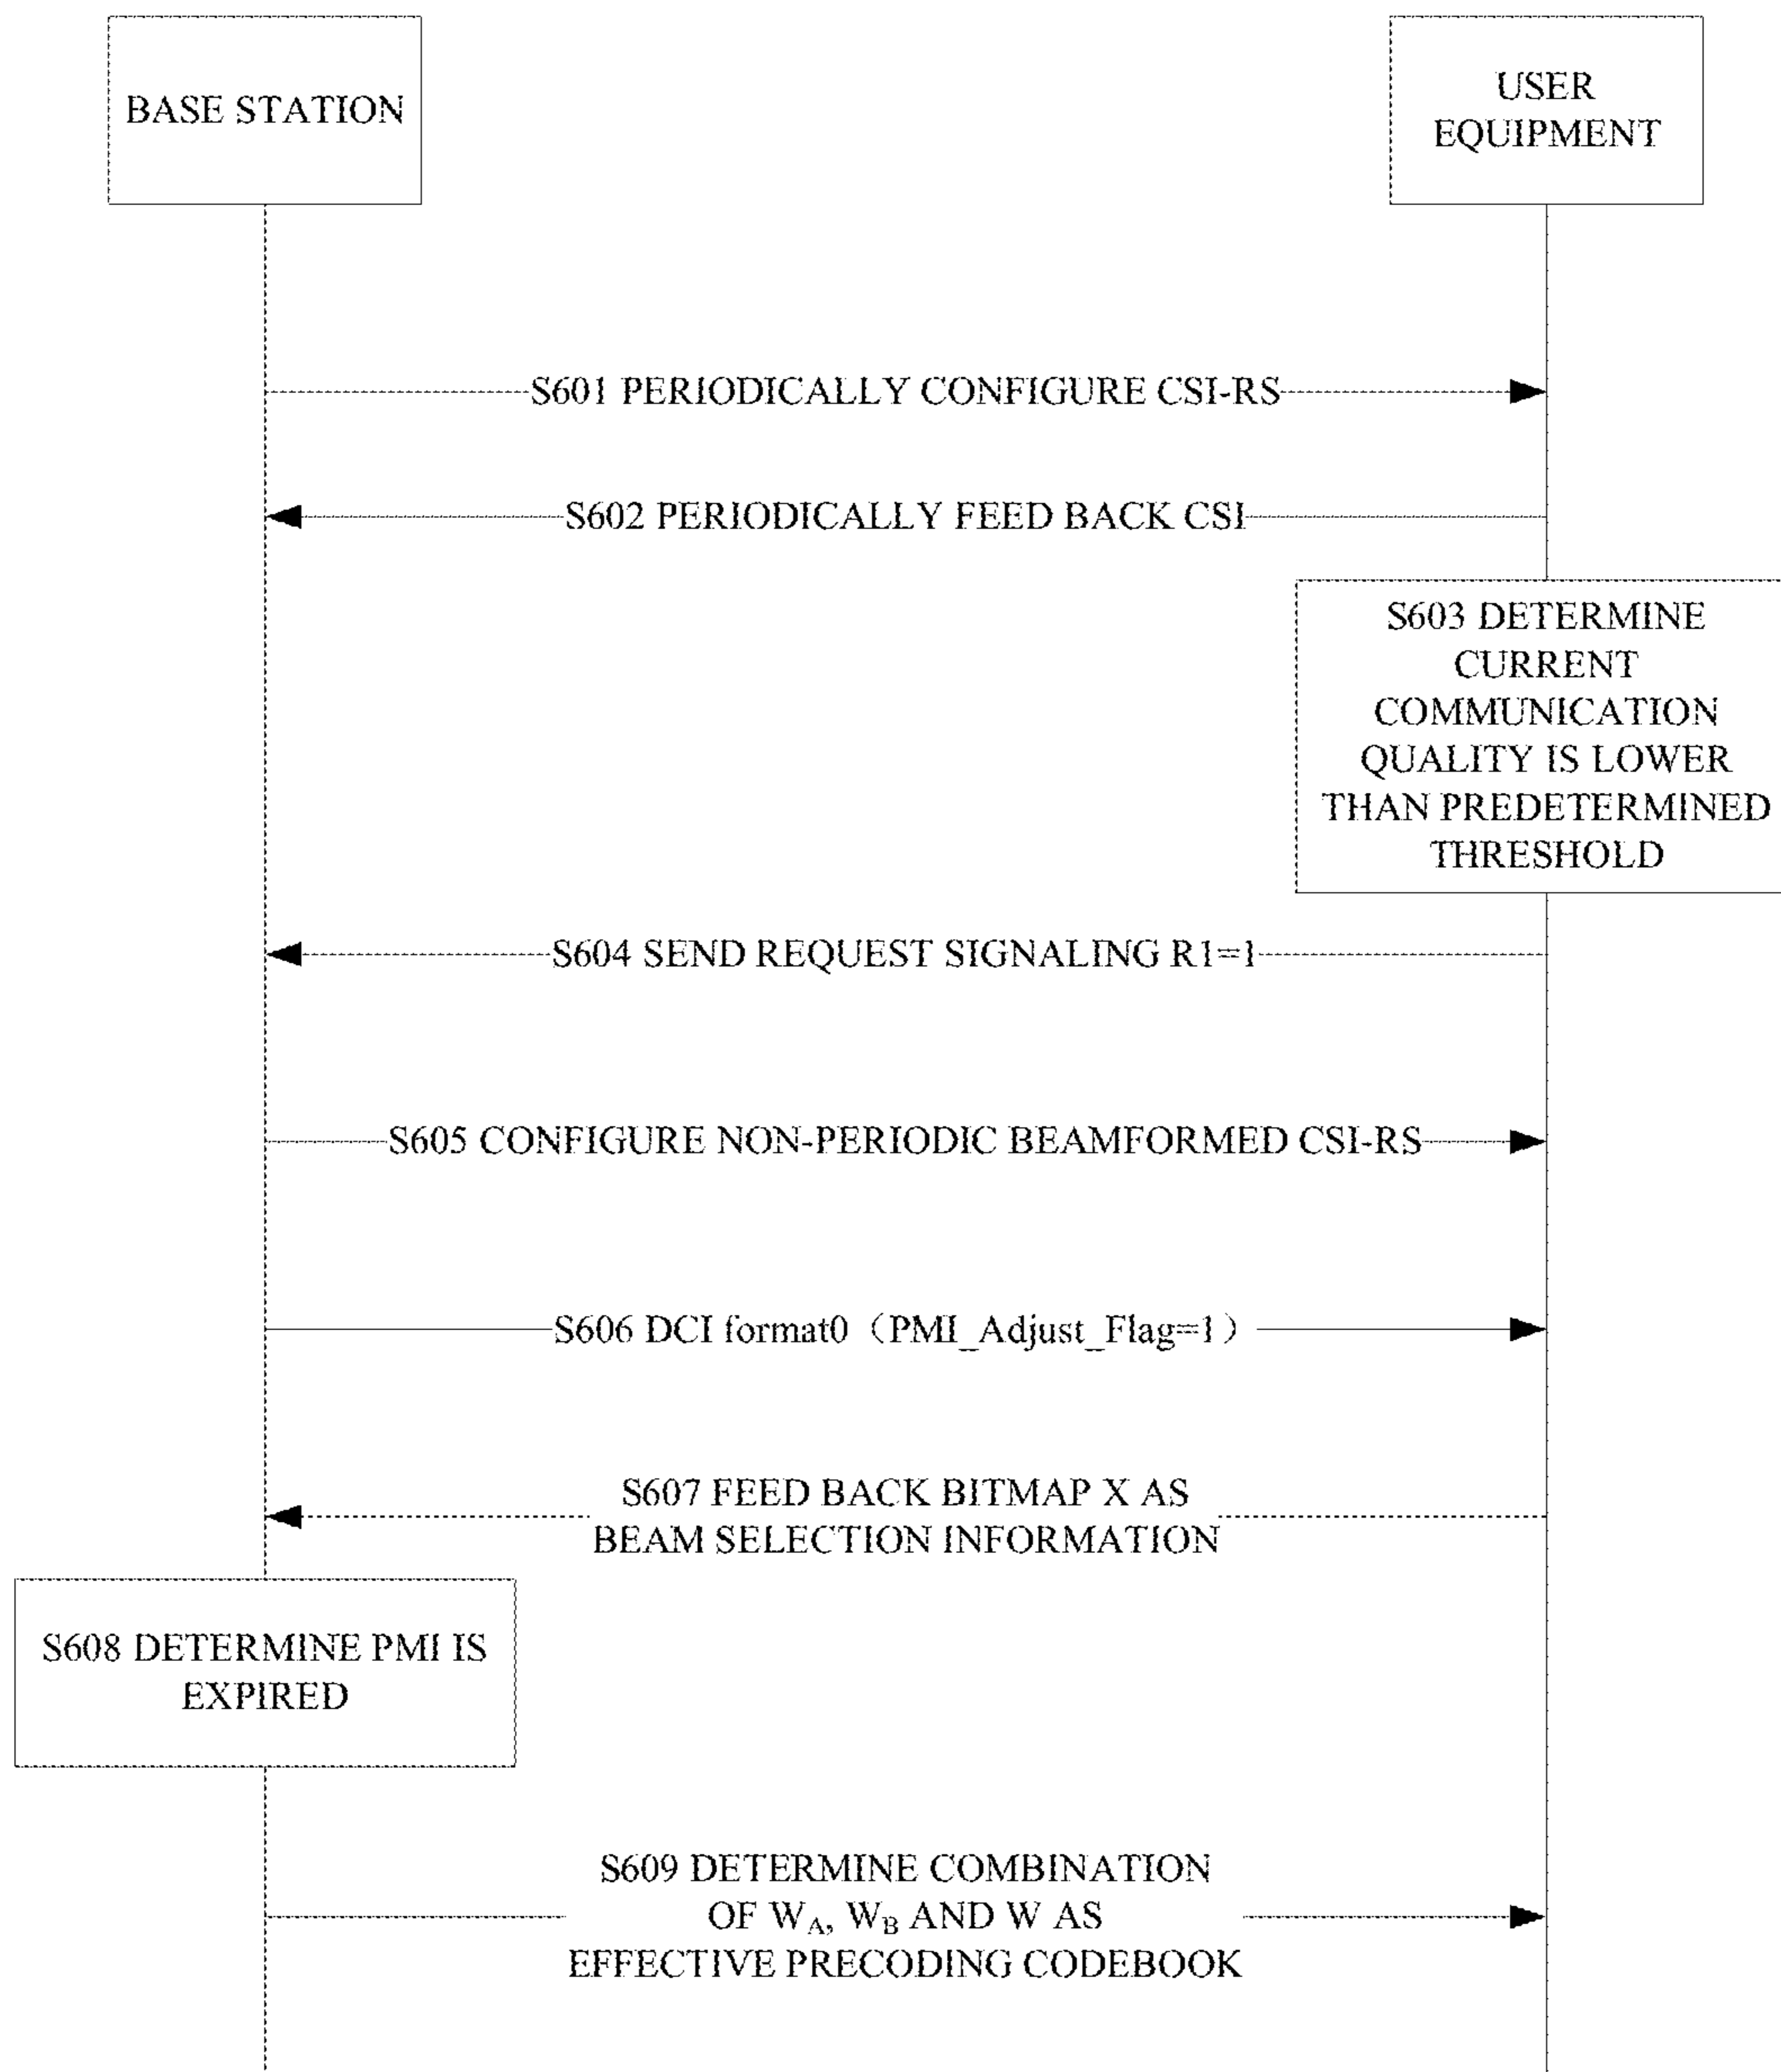 BASE STATION
USER
EQUIPMENT
S601 PERIODICALLY CONFIGURE CSI-RS
S602 PERIODICALLY FEED BACK CSI
S603 DETERMINE
CURRENT
COMMUNICATION
QUALITY IS LOWER
THAN PREDETERMINED
THRESHOLD
S604 SEND REQUEST SIGNALING R1=1
S605 CONFIGURE NON-PERIODIC BEAMFORMED CSI-RS
S606 DCI format0（PMI_Adjust_Flag=1）
S607 FEED BACK BITMAP X AS
BEAM SELECTION INFORMATION
S608 DETERMINE PMI IS
EXPIRED
S609 DETERMINE COMBINATION
OF W_A, W_B AND W AS
EFFECTIVE PRECODING CODEBOOK